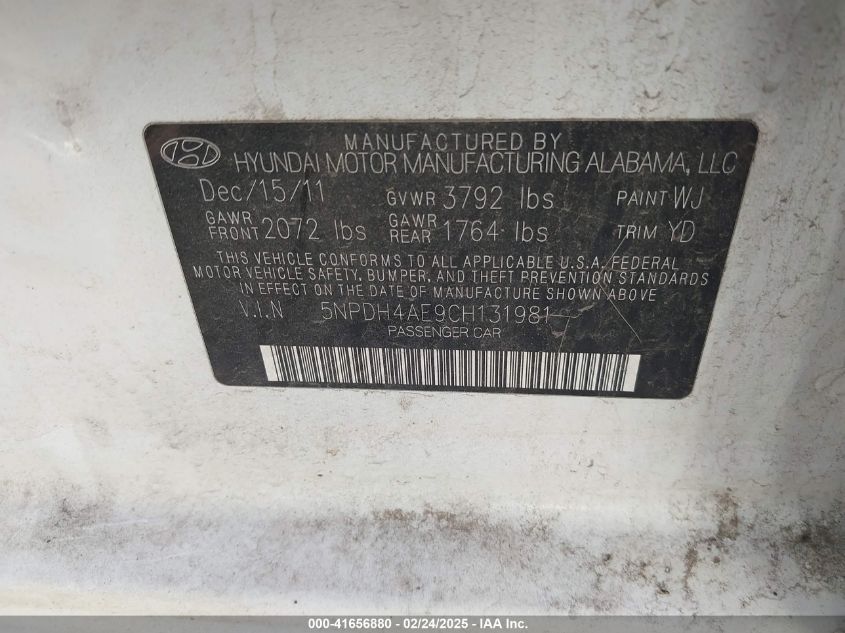 MANUFACTURED BY
HYUNDAI MOTOR MANUFACTURING ALABAMA, LLC
Dec/15/11 GVWR 3792 lbs PAINT WJ
GAWR FRONT 2072 lbs GAWR REAR 1764 lbs TRIM YD
THIS VEHICLE CONFORMS TO ALL APPLICABLE U.S.A. FEDERAL
MOTOR VEHICLE SAFETY, BUMPER, AND THEFT PREVENTION STANDARDS
IN EFFECT ON THE DATE OF MANUFACTURE SHOWN ABOVE
V.I.N 5NPDH4AE9CH131981
PASSENGER CAR
000-41656880 - 02/24/2025 - IAA Inc.